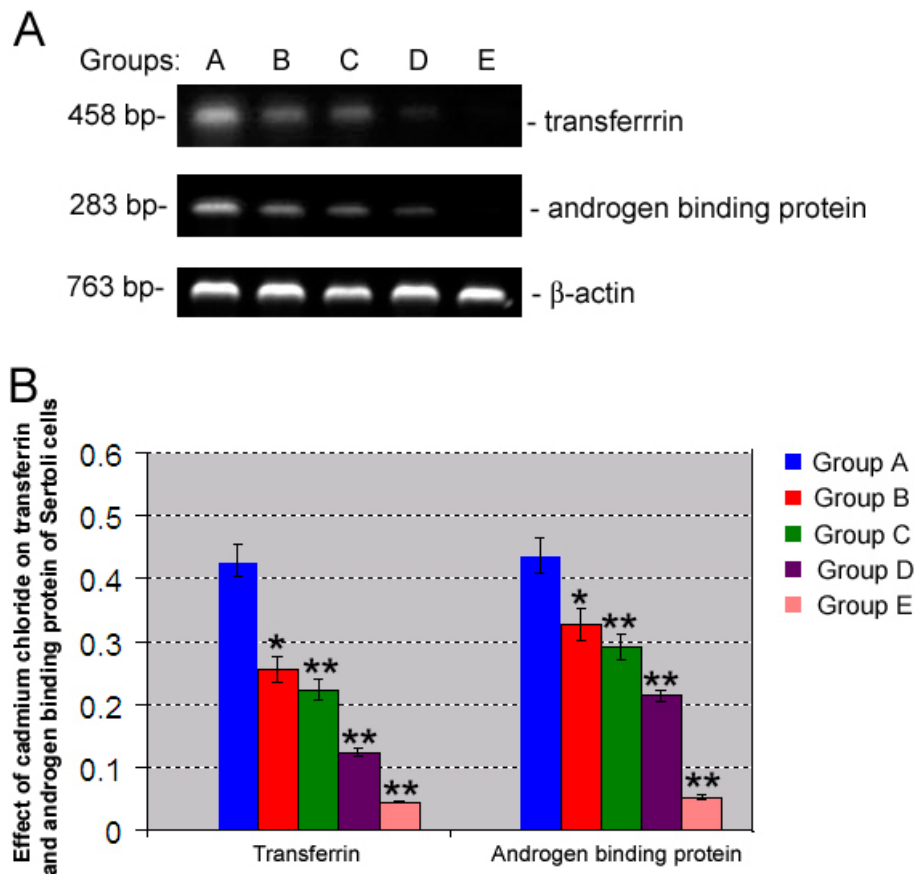 A
Groups: A B C D E
458 bp- - transferrrin
283 bp- - androgen binding protein
763 bp- - β-actin
B
Effect of cadmium chloride on transferrin
and androgen binding protein of Sertoli cells
0.6
0.5
0.4
0.3
0.2
0.1
0
* ** ** **
* ** ** **
Transferrin Androgen binding protein
Group A
Group B
Group C
Group D
Group E